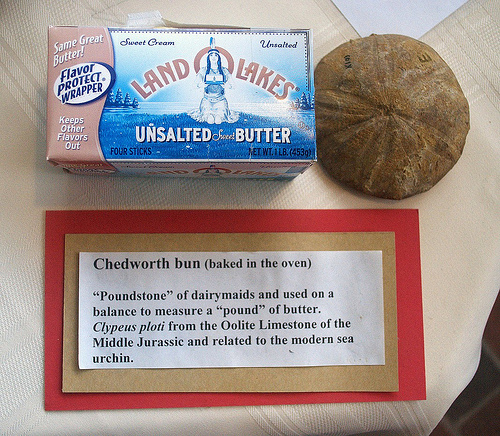 Same Great
Butter!
Flavor
PROTECT®
WRAPPER
Keeps
Other
Flavors
Out
Sweet Cream
Unsalted
LAND O LAKES®
UNSALTED Sweet BUTTER
FOUR STICKS
NET WT. 1 LB. (453g)
LAND O LAKES
E
Chedworth bun (baked in the oven)
“Poundstone” of dairymaids and used on a
balance to measure a “pound” of butter.
Clypeus ploti from the Oolite Limestone of the
Middle Jurassic and related to the modern sea
urchin.